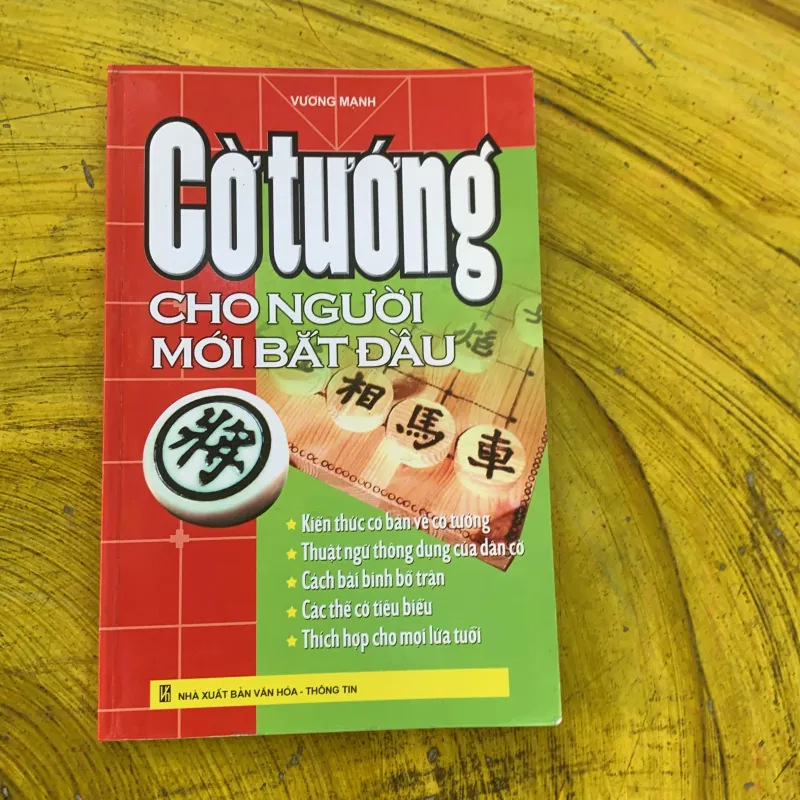 VƯƠNG MẠNH
Cờ tướng
CHO NGƯỜI
MỚI BẮT ĐẦU
炮
相 馬 車
將
Kiến thức cơ bản về cờ tướng
Thuật ngữ thông dụng của dân cờ
Cách bài binh bố trận
Các thế cờ tiêu biểu
Thích hợp cho mọi lứa tuổi
NHÀ XUẤT BẢN VĂN HÓA - THÔNG TIN